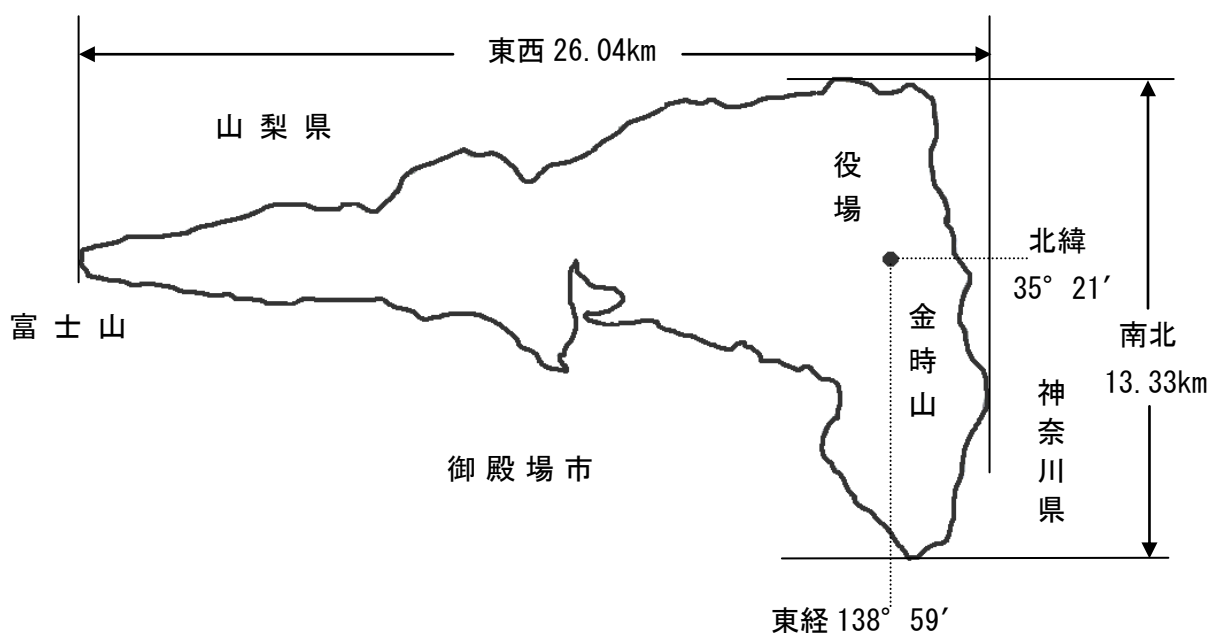 東西 26.04km
山梨県
役場
北緯
35° 21′
富士山
金時山
南北
13.33km
神奈川県
御殿場市
東経 138° 59′